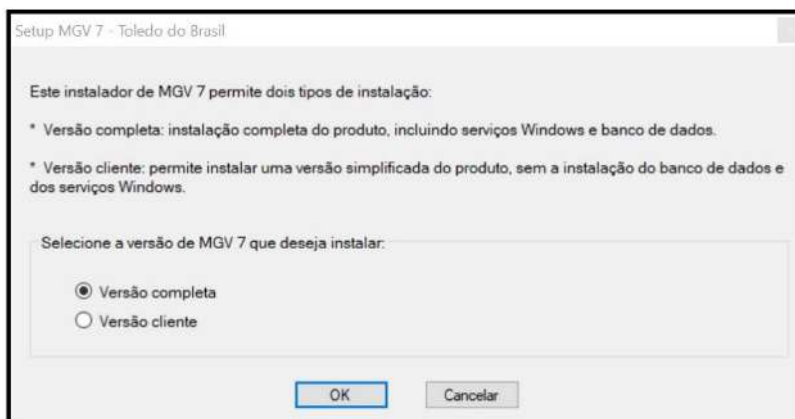 Setup MGV 7 - Toledo do Brasil
Este instalador de MGV 7 permite dois tipos de instalação:
* Versão completa: instalação completa do produto, incluindo serviços Windows e banco de dados.
* Versão cliente: permite instalar uma versão simplificada do produto, sem a instalação do banco de dados e
dos serviços Windows.
Selecione a versão de MGV 7 que deseja instalar:
Versão completa
Versão cliente
OK Cancelar